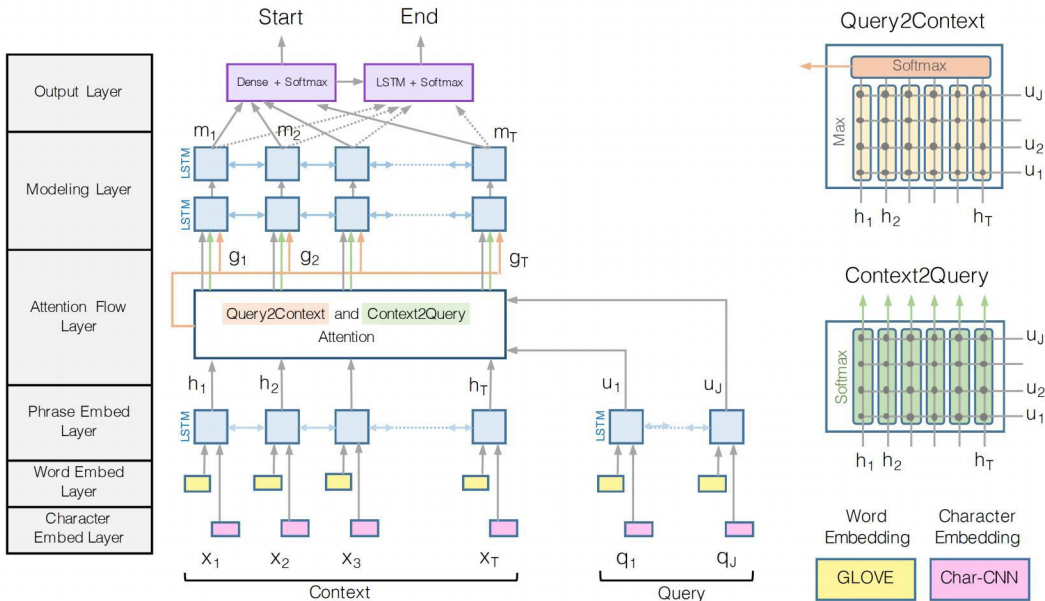 Start
End
Query2Context
Output Layer
Dense + Softmax
LSTM + Softmax
Softmax
Max
u_J
u_2
u_1
h_1
h_2
h_T
m_1
m_2
m_T
Modeling Layer
LSTM
LSTM
g_1
g_2
g_T
Attention Flow
Layer
Query2Context and Context2Query
Attention
Context2Query
Softmax
u_J
u_2
u_1
h_1
h_2
h_T
h_1
h_2
h_T
u_1
u_J
Phrase Embed
Layer
LSTM
LSTM
Word Embed
Layer
Character
Embed Layer
x_1
x_2
x_3
x_T
q_1
q_J
Context
Query
Word
Embedding
Character
Embedding
GLOVE
Char-CNN